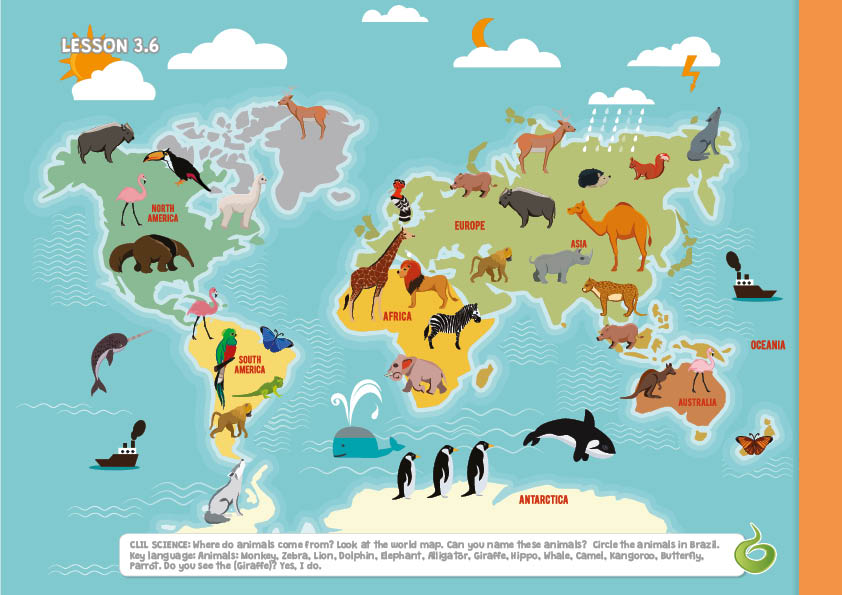 LESSON 3.6
NORTH
AMERICA
EUROPE
ASIA
AFRICA
OCEANIA
SOUTH
AMERICA
AUSTRALIA
ANTARCTICA
CLIL SCIENCE: Where do animals come from? Look at the world map. Can you name these animals? Circle the animals in Brazil.
Key language: Animals: Monkey, Zebra, Lion, Dolphin, Elephant, Alligator, Giraffe, Hippo, Whale, Camel, Kangoroo, Butterfly,
Parrot. Do you see the (Giraffe)? Yes, I do.